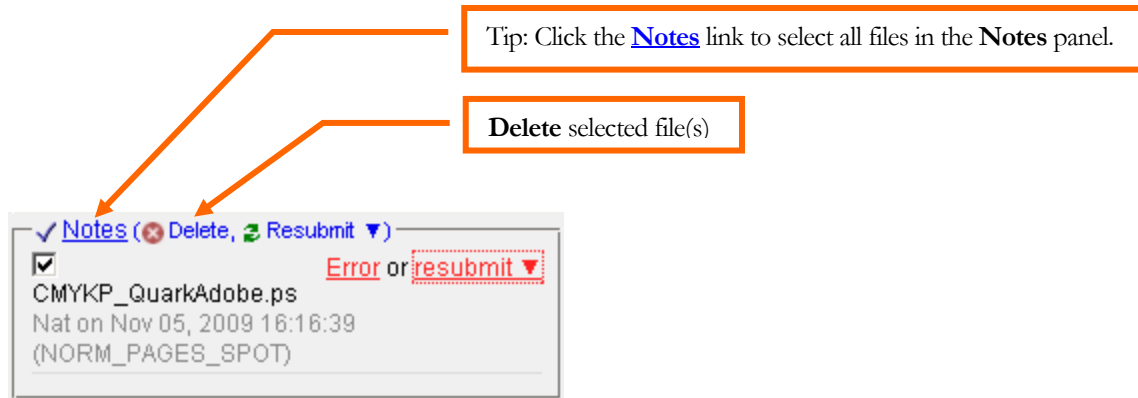 Tip: Click the Notes link to select all files in the Notes panel.
Delete selected file(s)
Notes (Delete, Resubmit ▼)
Error or resubmit ▼
CMYKP_QuarkAdobe.ps
Nat on Nov 05, 2009 16:16:39
(NORM_PAGES_SPOT)